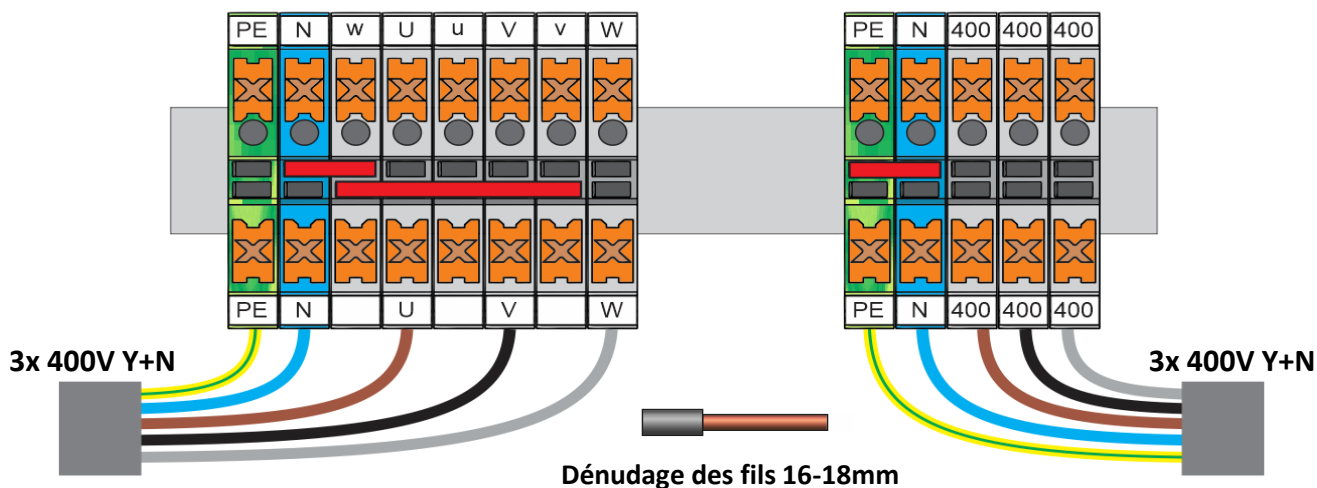 PE N w U u V v W
PE N 400 400 400
PE N U V W
PE N 400 400 400
3x 400V Y+N
3x 400V Y+N
Dénudage des fils 16-18mm